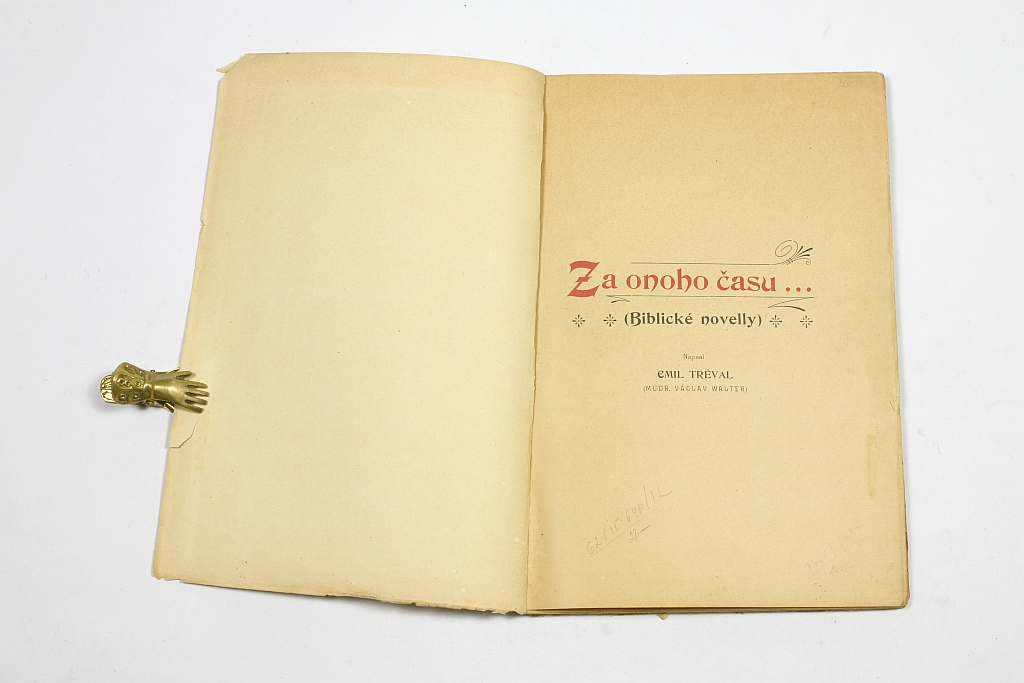 Za onoho času ...
(Biblické novelly)
Napsal
EMIL TRÉVAL
(MUDR. VÁCLAV WALTER)